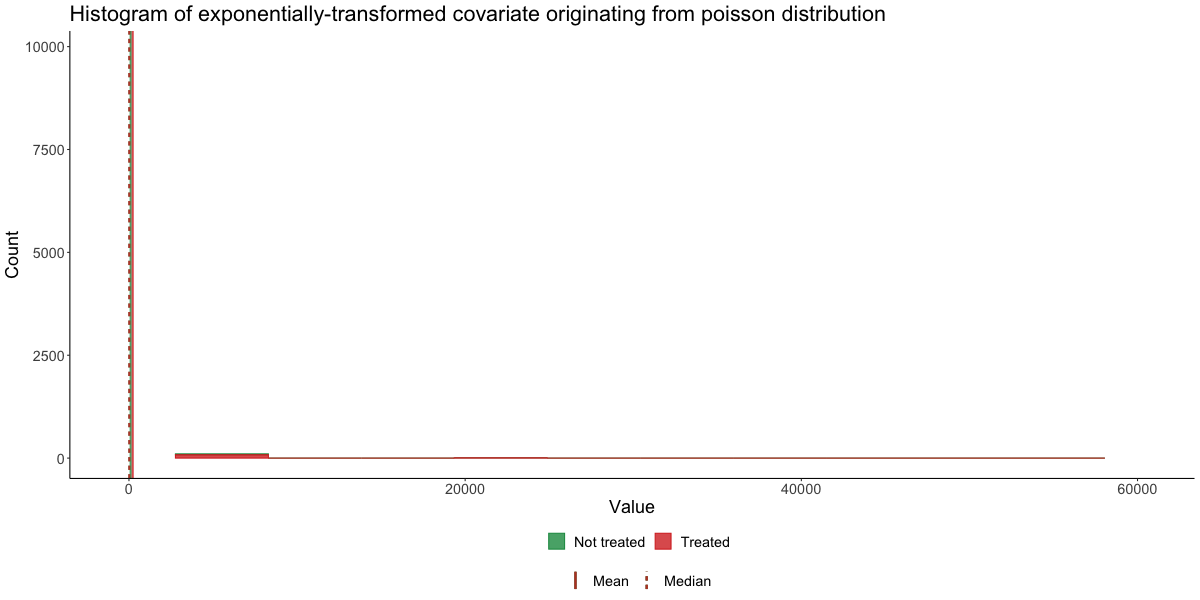 Histogram of exponentially-transformed covariate originating from poisson distribution
10000
7500
5000
2500
0
Count
0 20000 40000 60000
Value
Not treated Treated
Mean Median